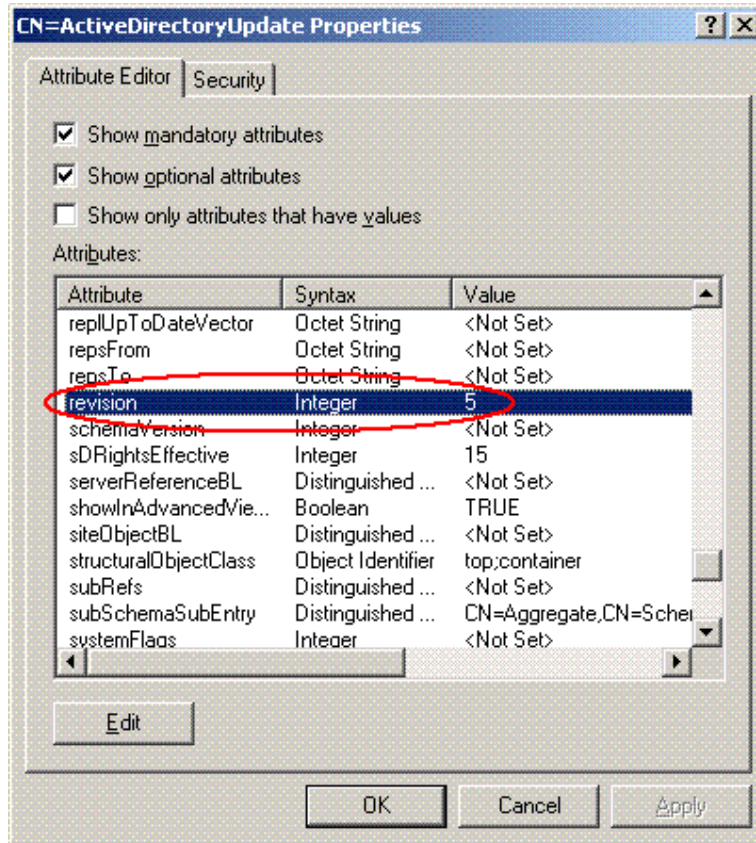 CN=ActiveDirectoryUpdate Properties
Attribute Editor Security
Show mandatory attributes
Show optional attributes
Show only attributes that have values
Attributes:
Attribute Syntax Value
replUpToDateVector Octet String <Not Set>
repsFrom Octet String <Not Set>
repsTo Octet String <Not Set>
revision Integer 5
schemaVersion Integer <Not Set>
sDRightsEffective Integer 15
serverReferenceBL Distinguished ... <Not Set>
showInAdvancedVie... Boolean TRUE
siteObjectBL Distinguished ... <Not Set>
structuralObjectClass Object Identifier top;container
subRefs Distinguished ... <Not Set>
subSchemaSubEntry Distinguished ... CN=Aggregate,CN=Scher
systemFlags Integer <Not Set>
Edit
OK Cancel Apply